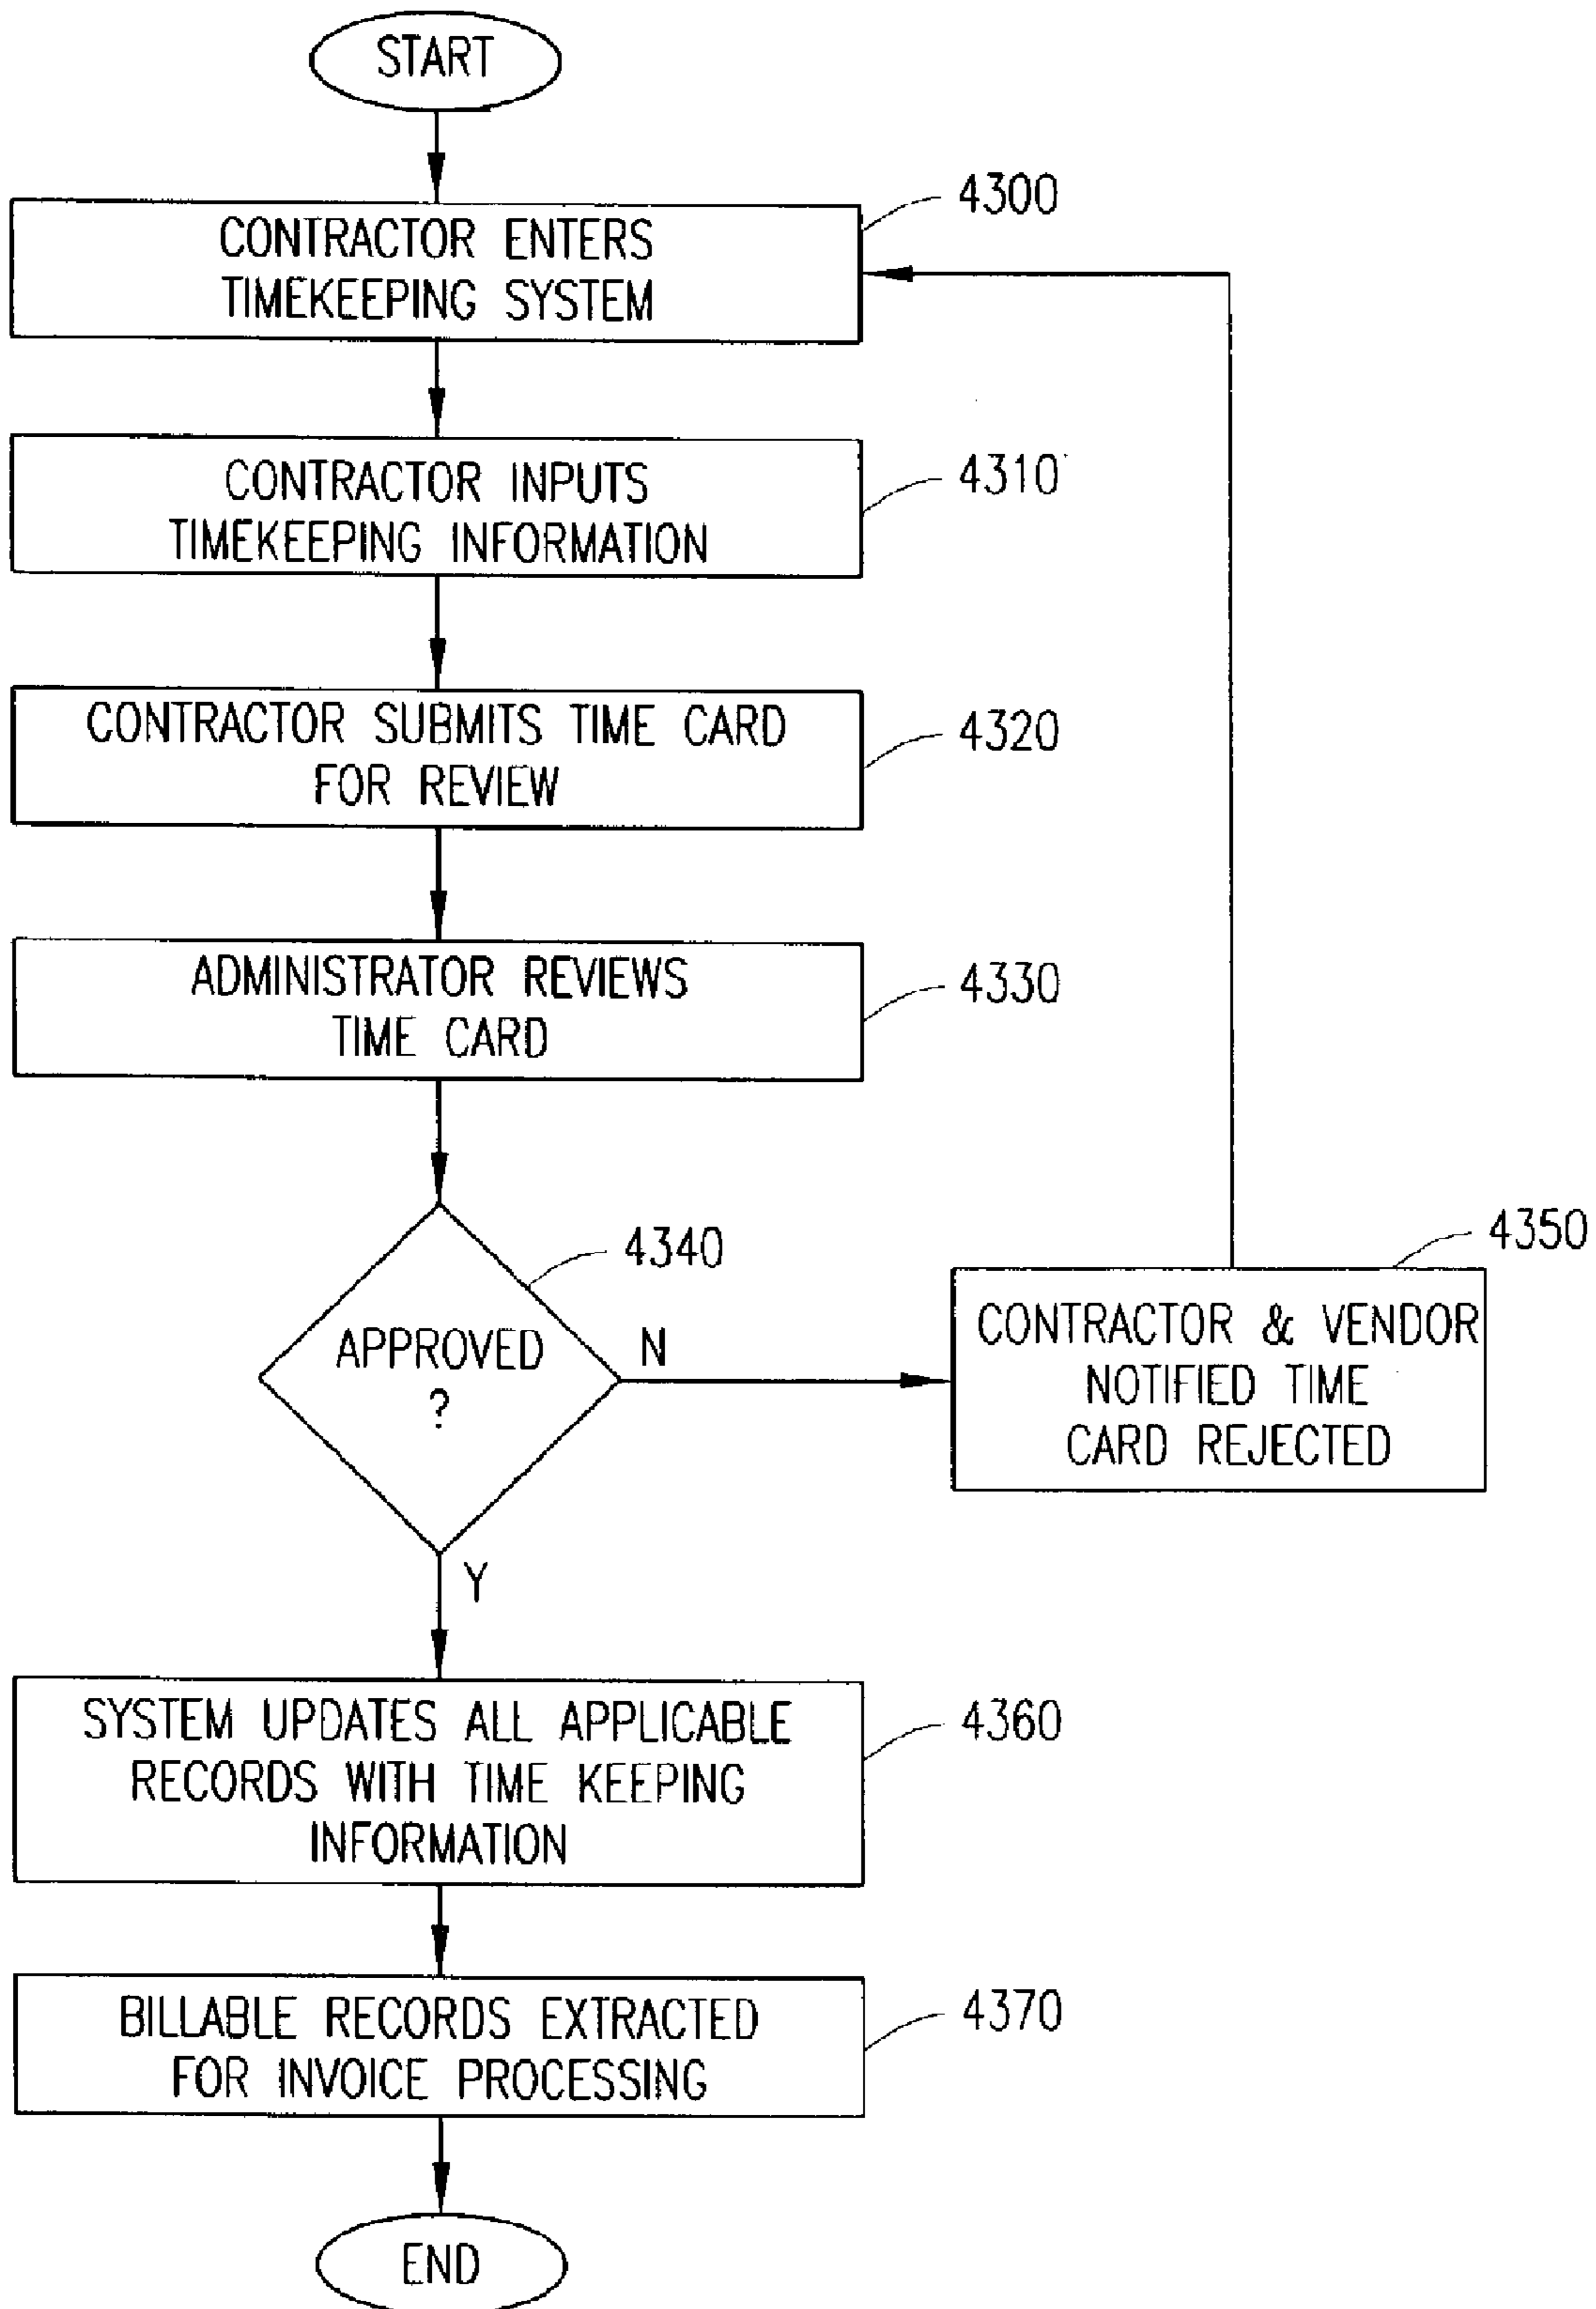 START
4300
CONTRACTOR ENTERS
TIMEKEEPING SYSTEM
4310
CONTRACTOR INPUTS
TIMEKEEPING INFORMATION
4320
CONTRACTOR SUBMITS TIME CARD
FOR REVIEW
4330
ADMINISTRATOR REVIEWS
TIME CARD
4340
APPROVED
?
N
4350
CONTRACTOR & VENDOR
NOTIFIED TIME
CARD REJECTED
Y
4360
SYSTEM UPDATES ALL APPLICABLE
RECORDS WITH TIME KEEPING
INFORMATION
4370
BILLABLE RECORDS EXTRACTED
FOR INVOICE PROCESSING
END